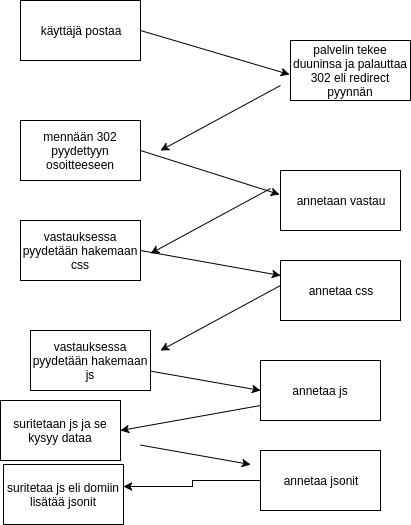 käyttäjä postaa
palvelin tekee
duuninsa ja palauttaa
302 eli redirect
pyynnän
mennään 302
pyydettyyn
osoitteeseen
annetaan vastau
vastauksessa
pyydetään hakemaan
css
annetaa css
vastauksessa
pyydetään hakemaan
js
annetaa js
suritetaan js ja se
kysyy dataa
annetaa jsonit
suritetaa js eli domiin
lisätää jsonit